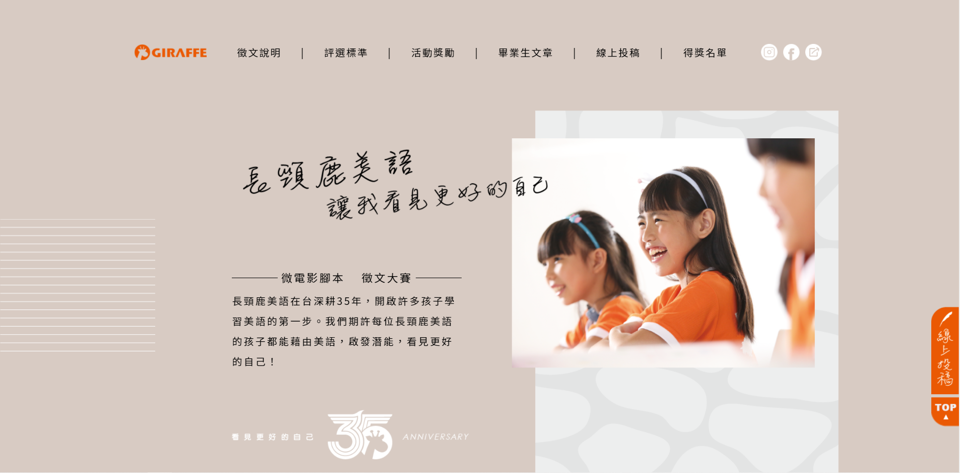 GIRAFFE
徵文說明 | 評選標準 | 活動獎勵 | 畢業生文章 | 線上投稿 | 得獎名單
長頸鹿美語
讓我看見更好的自己
微電影腳本 徵文大賽
長頸鹿美語在台深耕35年，開啟許多孩子學
習美語的第一步。我們期許每位長頸鹿美語
的孩子都能藉由美語，啟發潛能，看見更好
的自己！
看見更好的自己 35 ANNIVERSARY
線上投稿
TOP